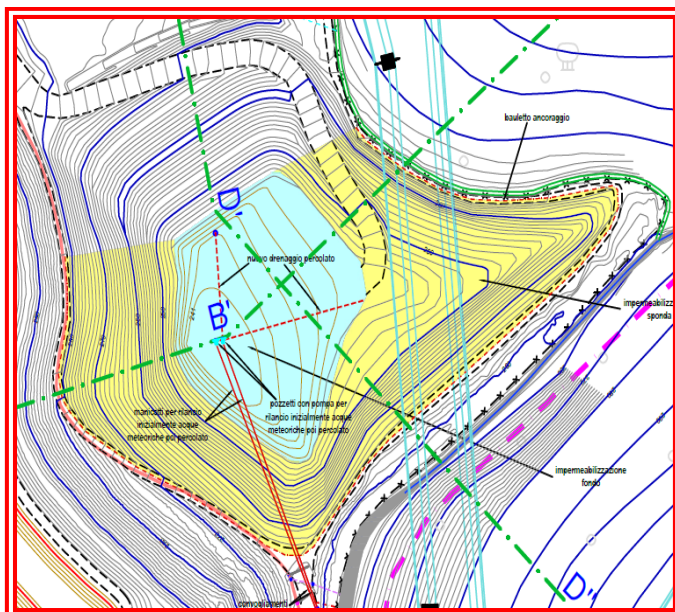 bauletto ancoraggio
D'
nuovo drenaggio percolato
impermeabilizz
sponda
B'
manicotti per rilancio
inizialmente acque
meteoriche poi percolato
pozzetti con pompa per
rilancio inizialmente acque
meteoriche poi percolato
impermeabilizzazione
fondo
D"
convogliamenti